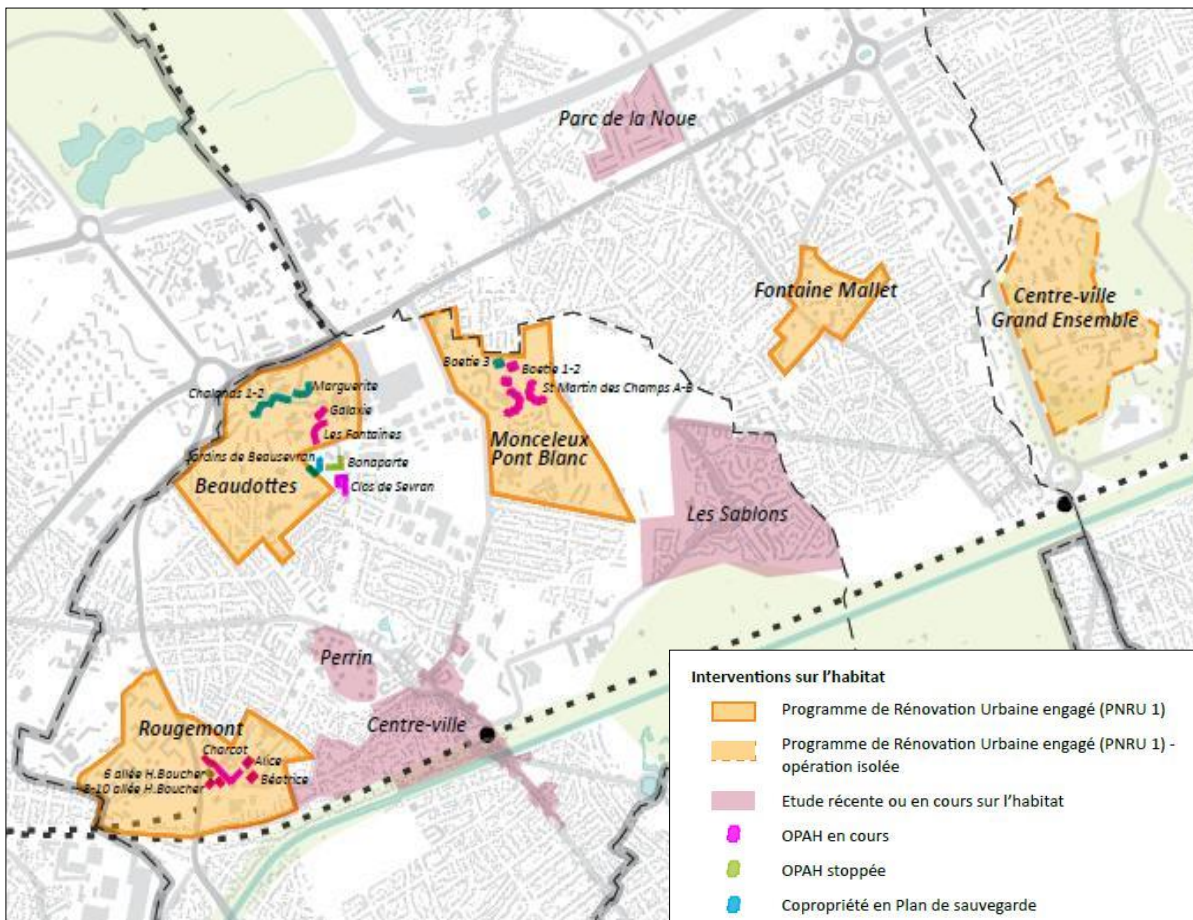 Parc de la Noue
Fontaine Mallet
Centre-ville
Grand Ensemble
Boetie 3
Boetie 1-2
St Martin des Champs A-B
Monceleux
Pont Blanc
Chalands 1-2
Marguerite
Galaxie
Les Fontaines
Jardins de Beausevran
Bonaparte
Beaudottes
Clos de Sevran
Les Sablons
Perrin
Centre-ville
Rougemont
Charcot
Alice
6 allée H.Boucher
Béatrice
8-10 allée H.Boucher
Interventions sur l'habitat
Programme de Rénovation Urbaine engagé (PNRU 1)
Programme de Rénovation Urbaine engagé (PNRU 1) -
opération isolée
Etude récente ou en cours sur l'habitat
OPAH en cours
OPAH stoppée
Copropriété en Plan de sauvegarde